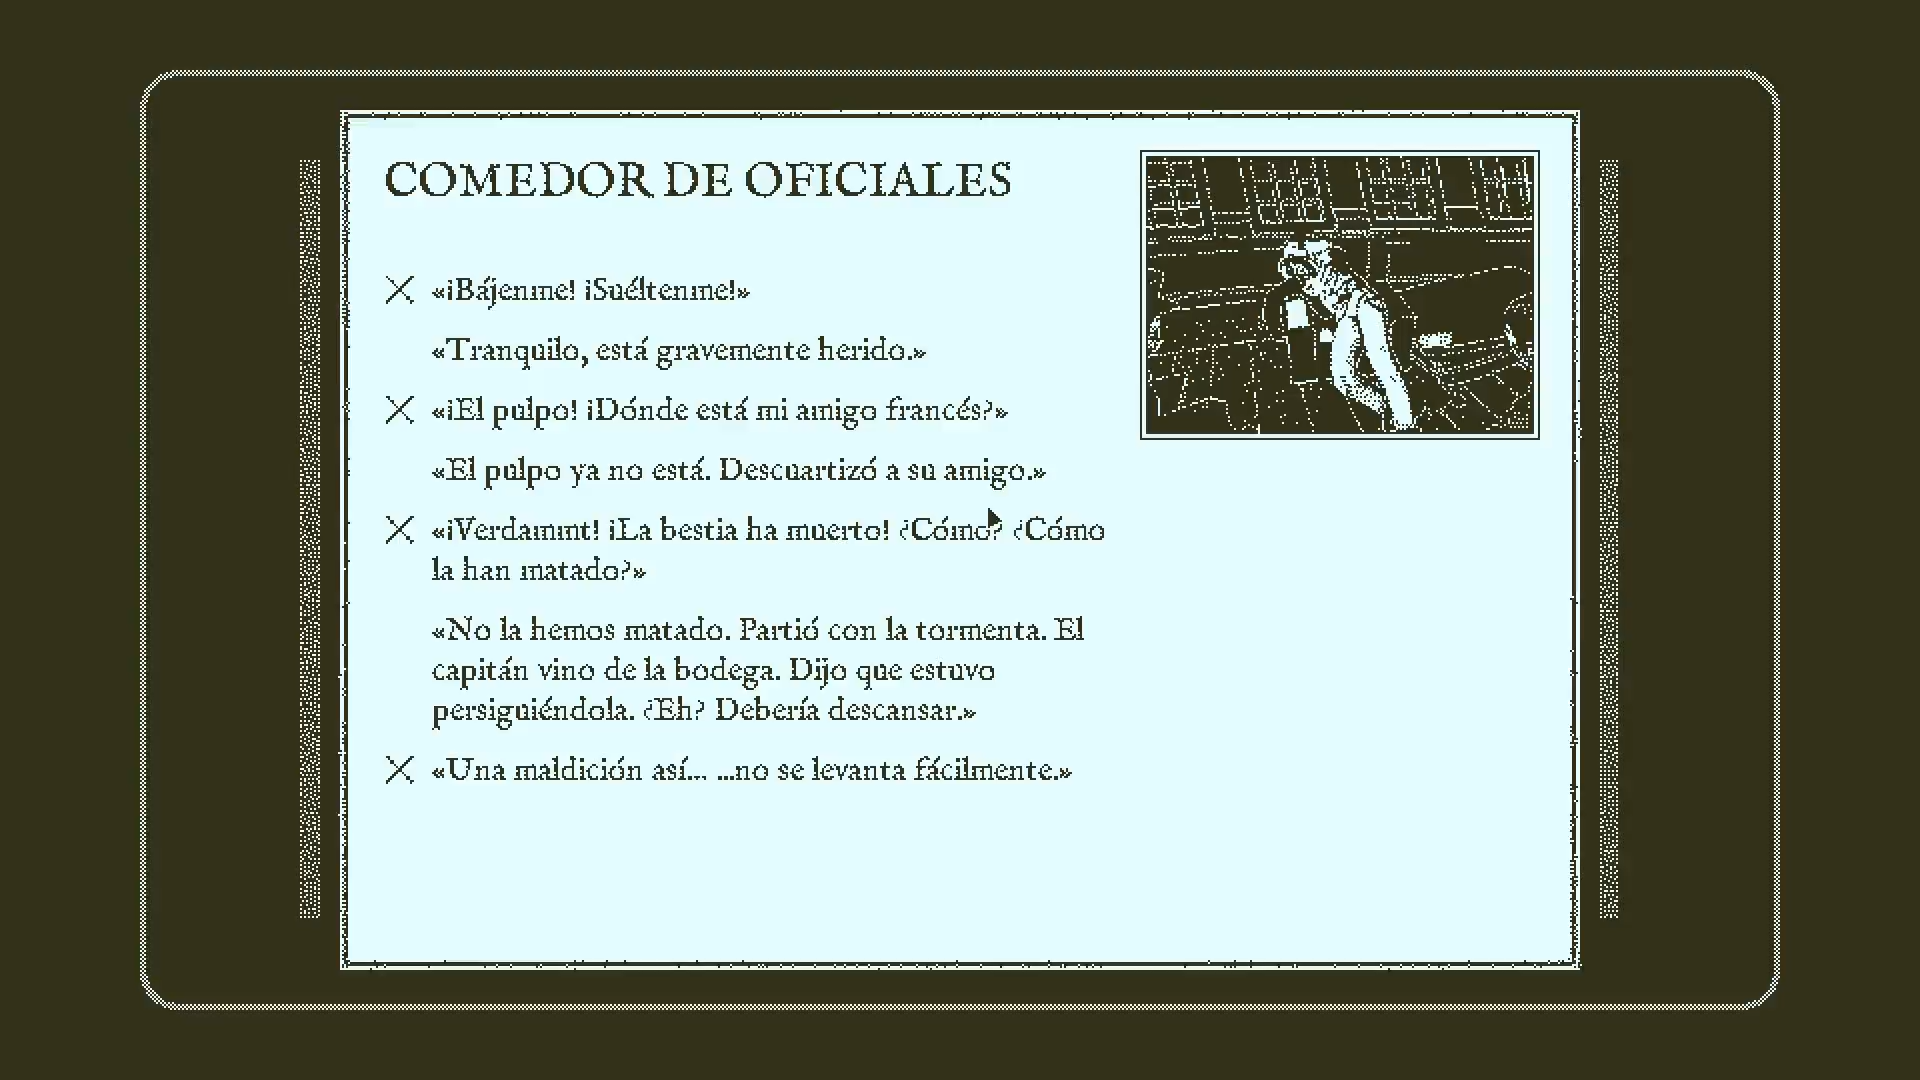 COMEDOR DE OFICIALES
«¡Bájenme! ¡Suéltenme!»
«Tranquilo, está gravemente herido.»
«¡El pulpo! ¡Dónde está mi amigo francés?»
«El pulpo ya no está. Descuartizó a su amigo.»
«¡Verdammt! ¡La bestia ha muerto! ¿Cómo? ¿Cómo
la han matado?»
«No la hemos matado. Partió con la tormenta. El
capitán vino de la bodega. Dijo que estuvo
persiguiéndola. ¿Eh? Debería descansar.»
«Una maldición así... ...no se levanta fácilmente.»